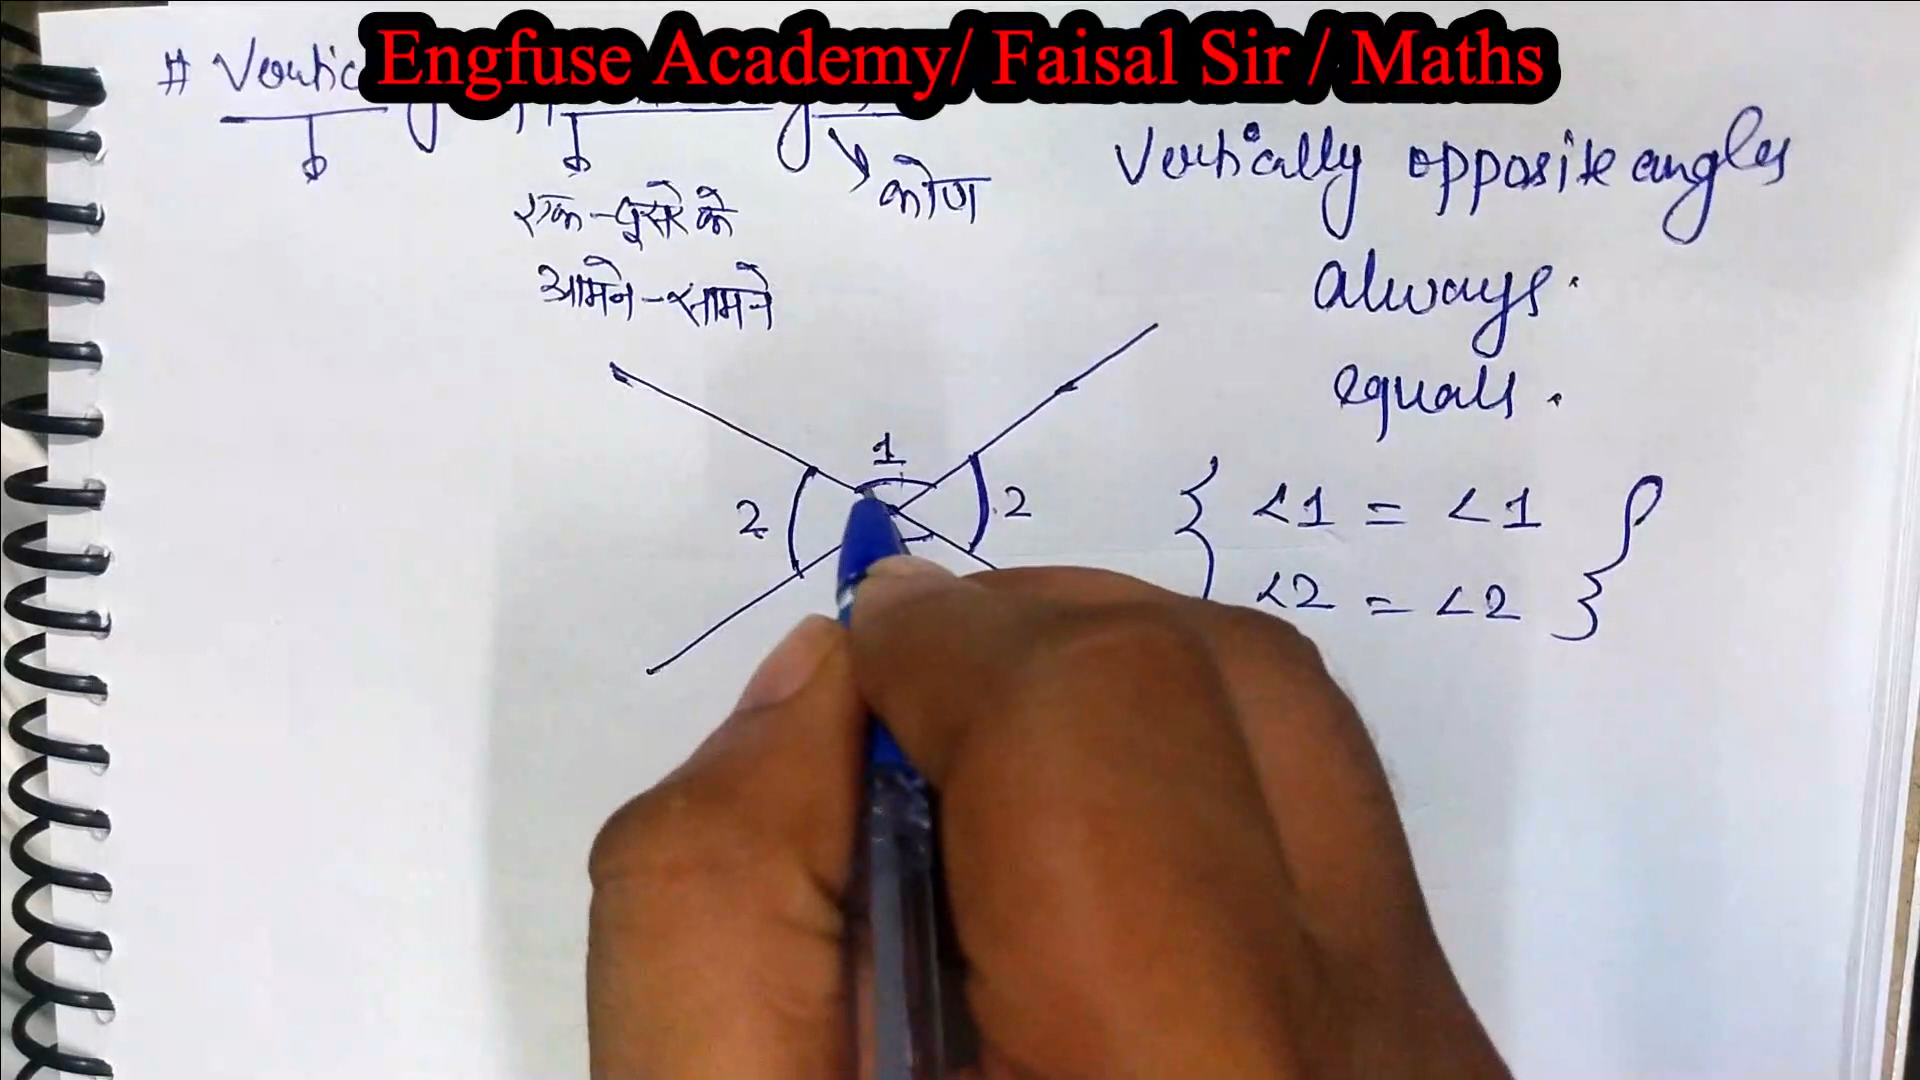 Engfuse Academy/ Faisal Sir / Maths
#
एक-दूसरे के
आमने-सामने
कोण
Vertically opposite angles
always.
equals.
1
2
2
<1 = <1
<2 = <2